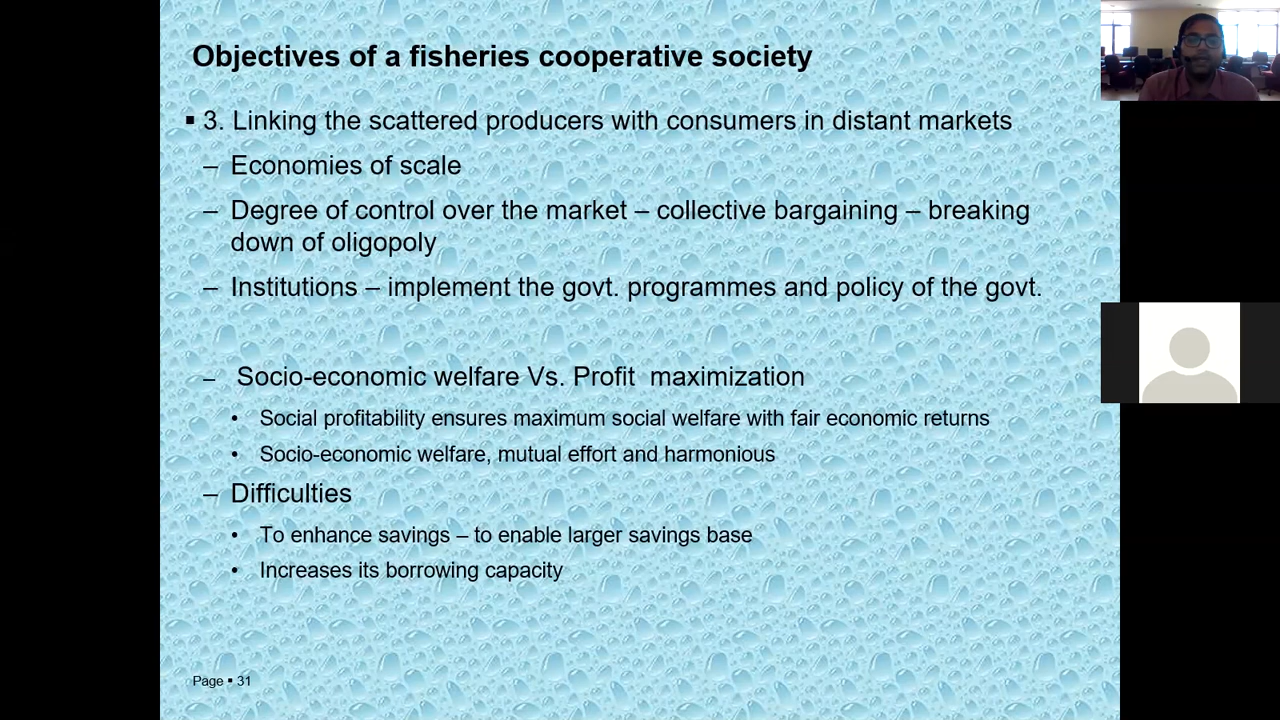 Objectives of a fisheries cooperative society
▪ 3. Linking the scattered producers with consumers in distant markets
– Economies of scale
– Degree of control over the market – collective bargaining – breaking
down of oligopoly
– Institutions – implement the govt. programmes and policy of the govt.
– Socio-economic welfare Vs. Profit maximization
• Social profitability ensures maximum social welfare with fair economic returns
• Socio-economic welfare, mutual effort and harmonious
– Difficulties
• To enhance savings – to enable larger savings base
• Increases its borrowing capacity
Page ▪ 31